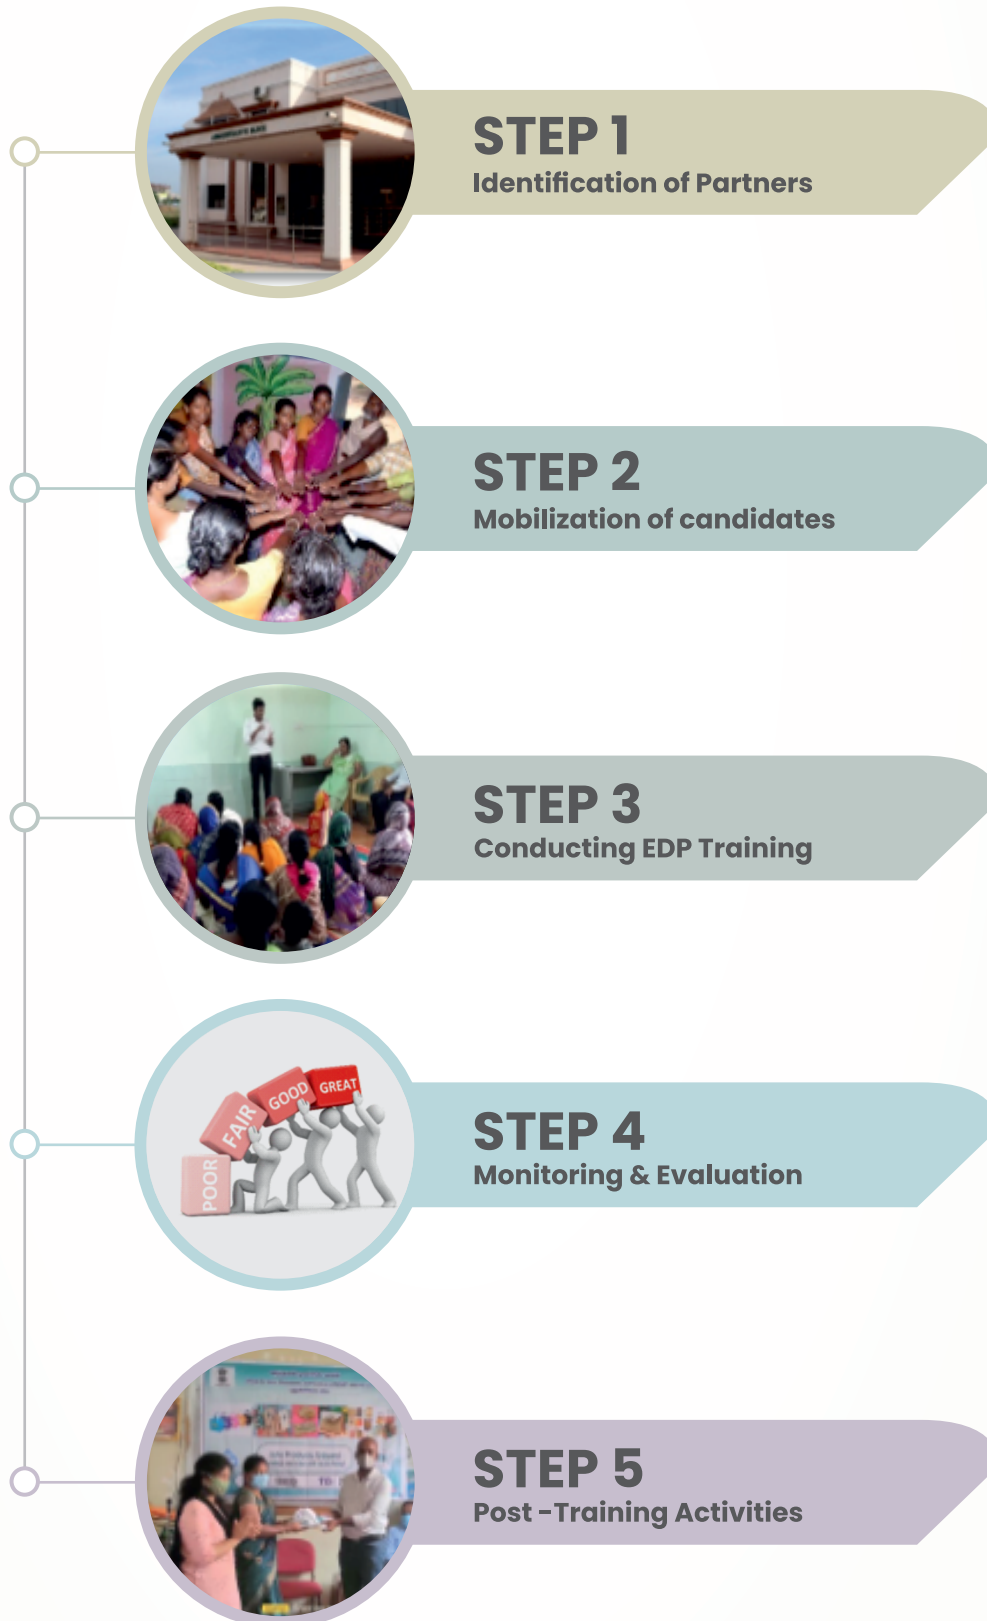 STEP 1
Identification of Partners
STEP 2
Mobilization of candidates
STEP 3
Conducting EDP Training
POOR
FAIR
GOOD
GREAT
STEP 4
Monitoring & Evaluation
STEP 5
Post -Training Activities